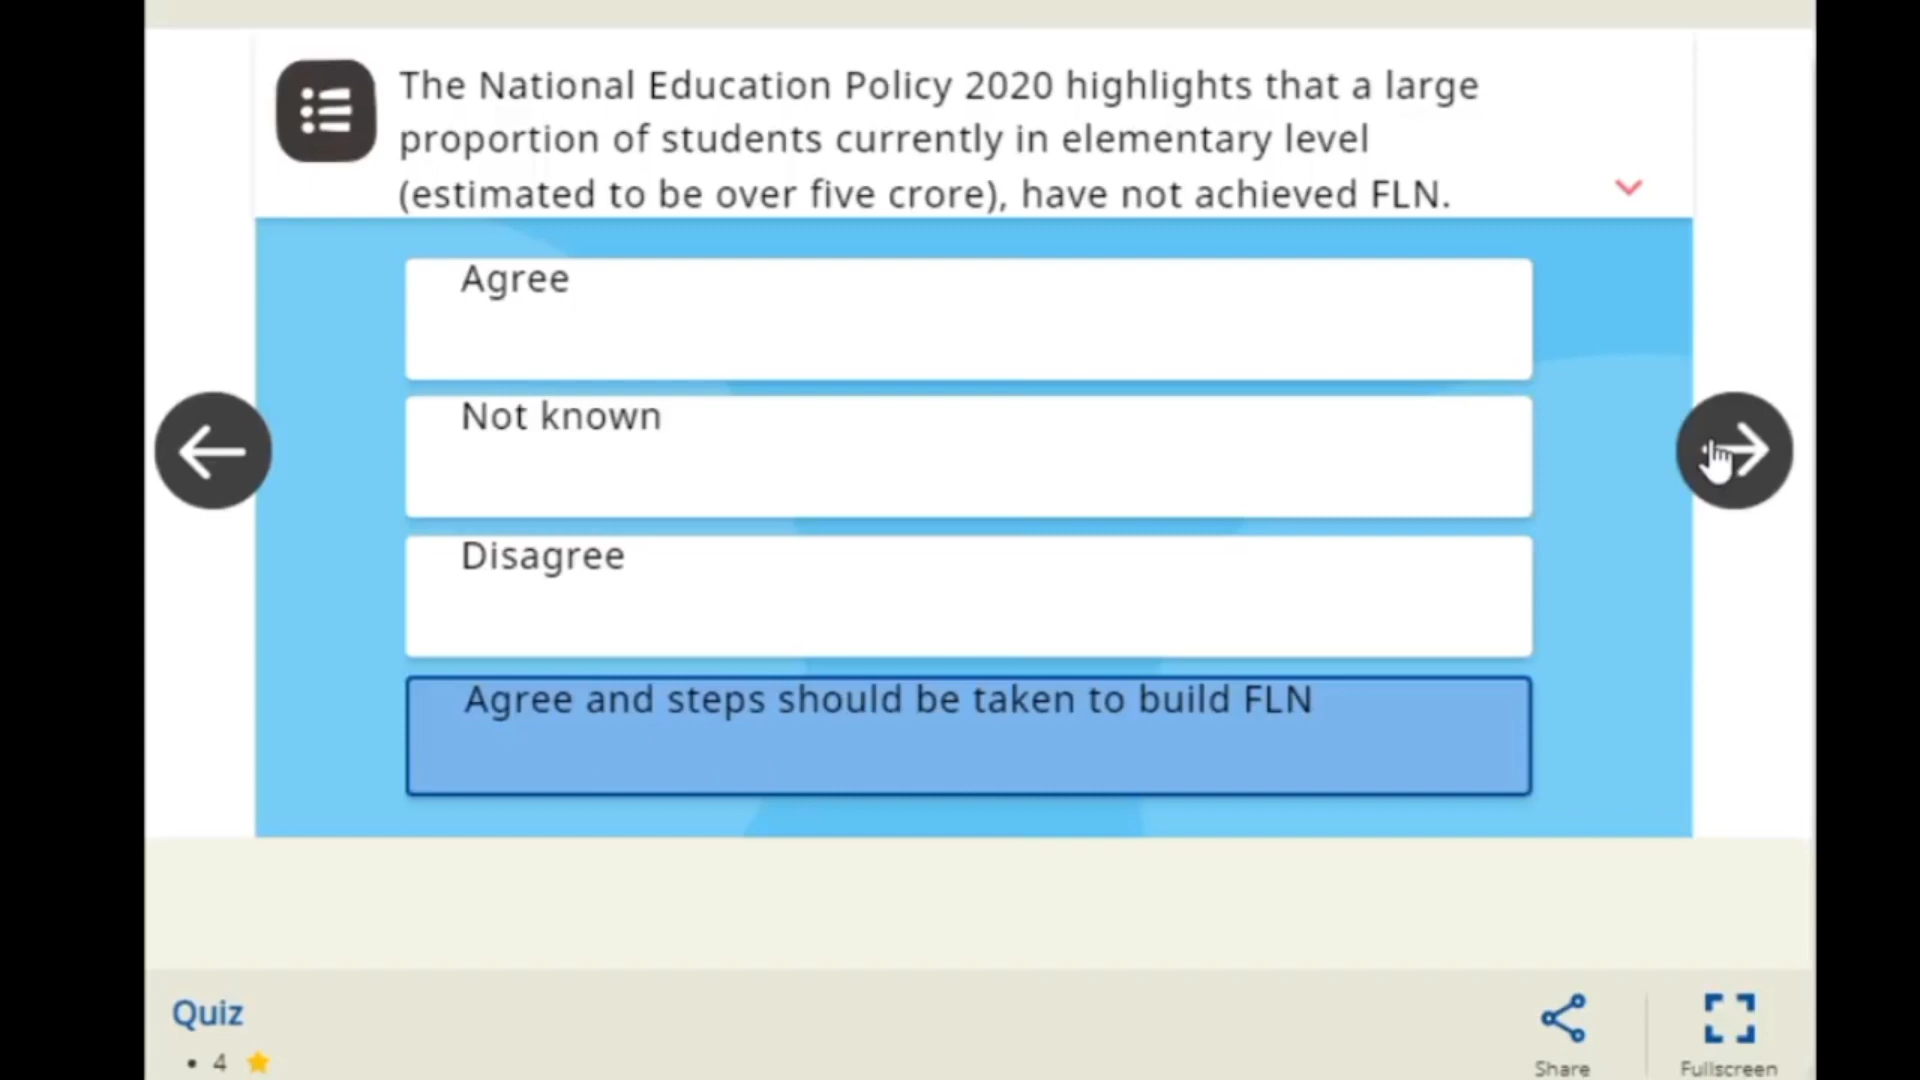 The National Education Policy 2020 highlights that a large
proportion of students currently in elementary level
(estimated to be over five crore), have not achieved FLN.
Agree
Not known
Disagree
Agree and steps should be taken to build FLN
Quiz
• 4
Share
Fullscreen